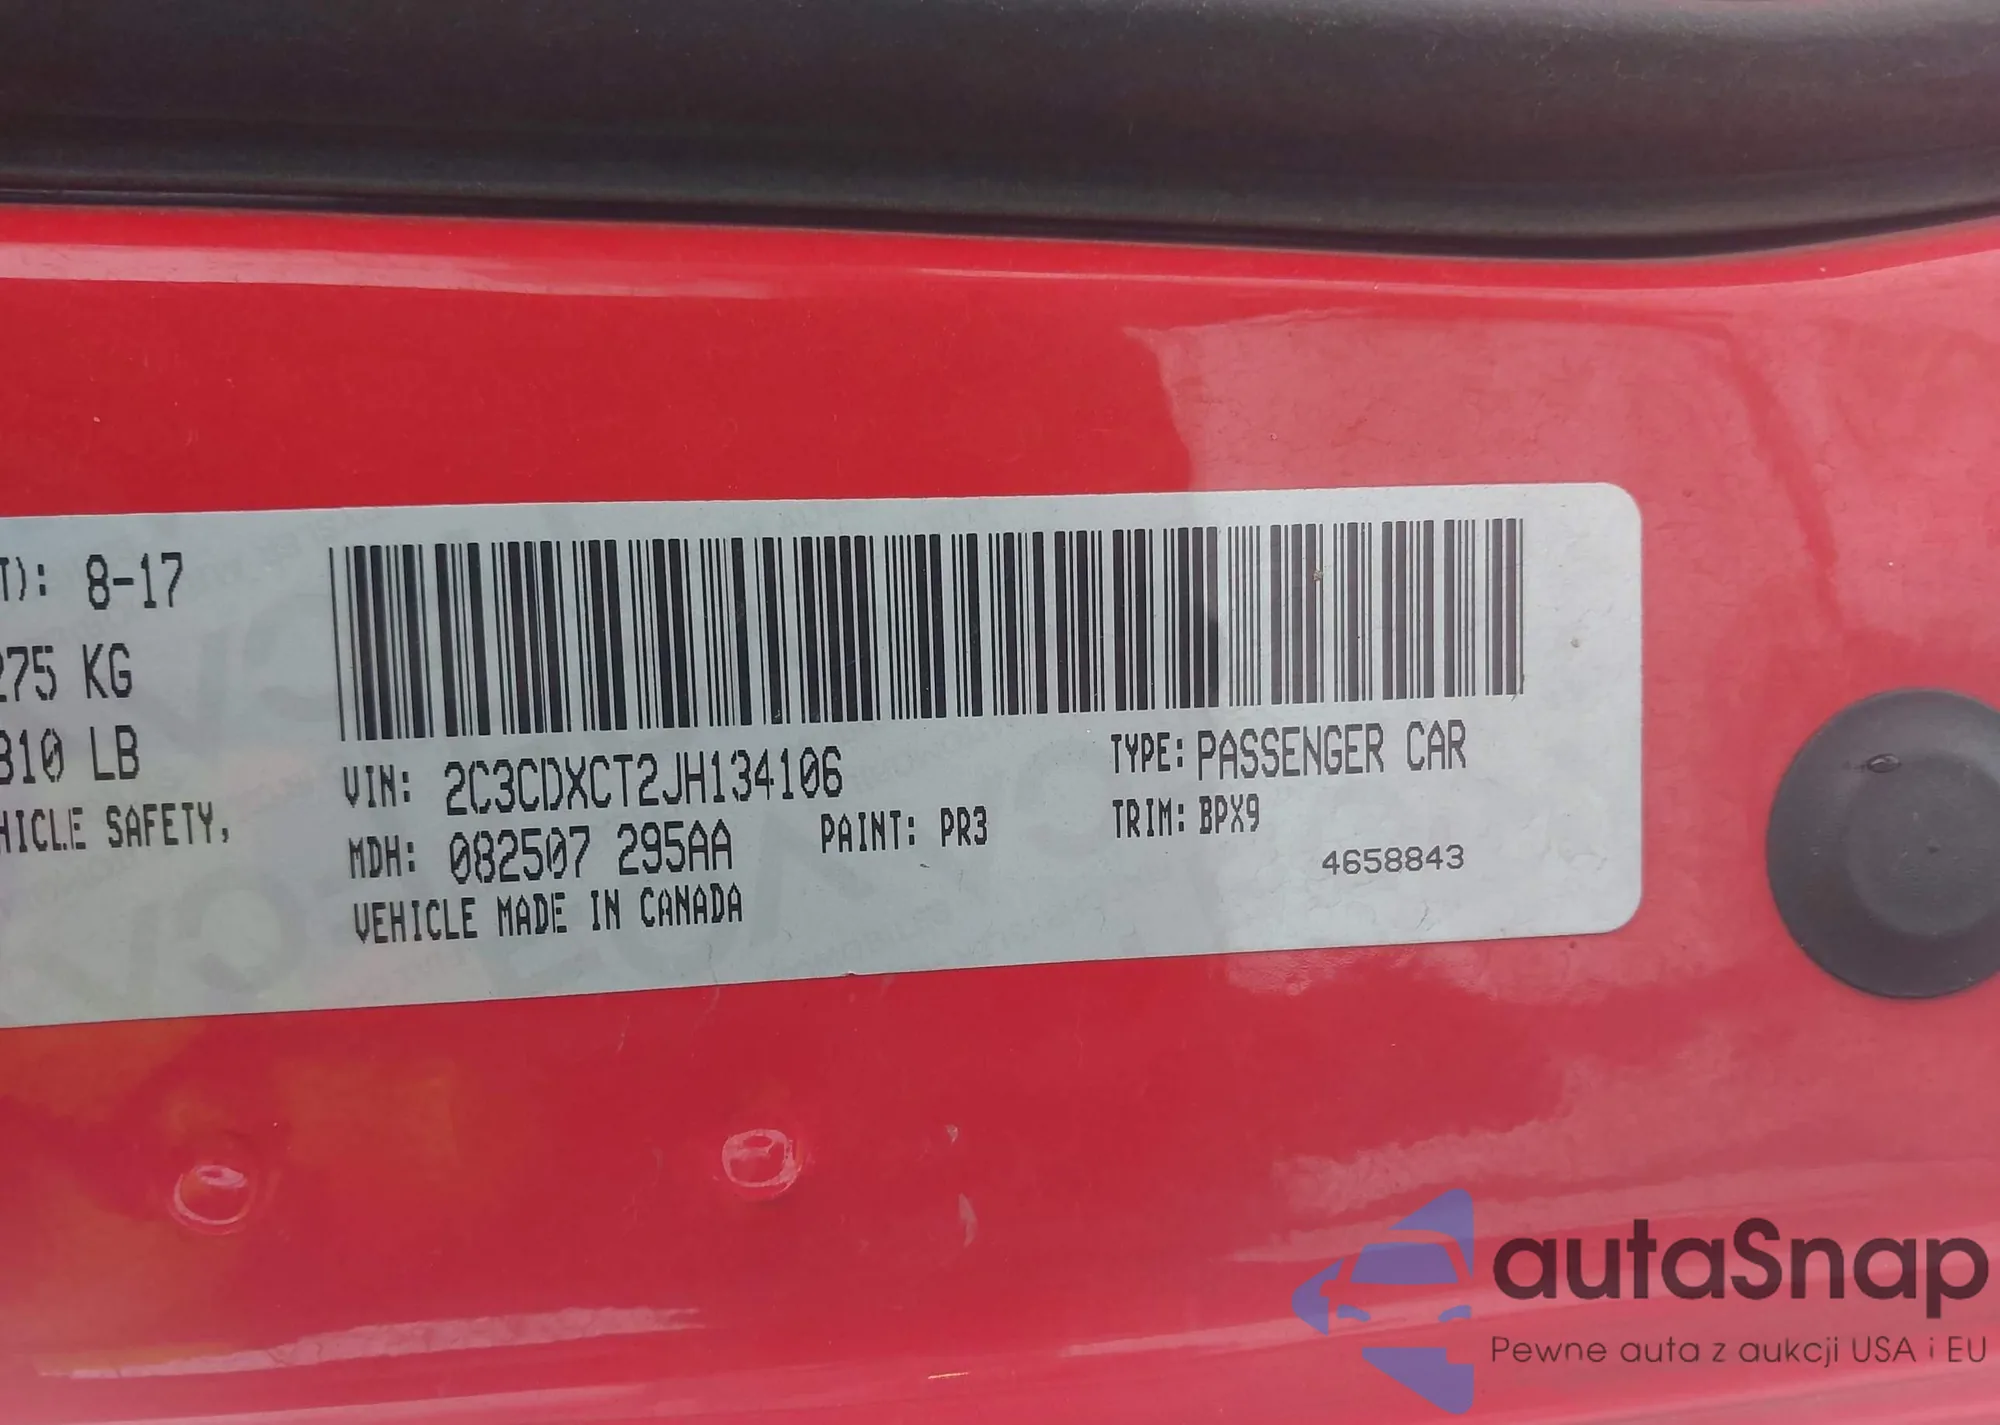 T): 8-17
275 KG
310 LB
HICLE SAFETY,
VIN: 2C3CDXCT2JH134106
MDH: 082507 295AA
PAINT: PR3
VEHICLE MADE IN CANADA
TYPE: PASSENGER CAR
TRIM: BPX9
4658843
autaSnap
Pewne auta z aukcji USA i EU